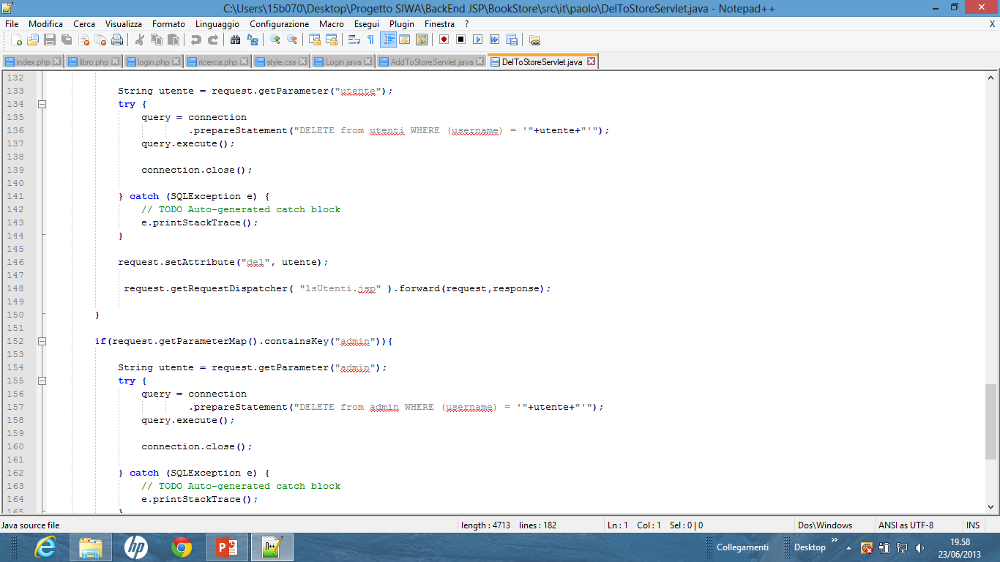 C:\Users\15b070\Desktop\Progetto SIWA\BackEnd JSP\BookStore\src\it\paolo\DelToStoreServlet.java - Notepad++
File Modifica Cerca Visualizza Formato Linguaggio Configurazione Macro Esegui Plugin Finestra ? X
index.php libro.php login.php ricerca.php style.css Login.java AddToStoreServlet.java DelToStoreServlet.java
132
133 String utente = request.getParameter("utente");
134 try {
135 query = connection
136 .prepareStatement("DELETE from utenti WHERE (username) = '"+utente+"'");
137 query.execute();
138
139 connection.close();
140
141 } catch (SQLException e) {
142 // TODO Auto-generated catch block
143 e.printStackTrace();
144 }
145
146 request.setAttribute("del", utente);
147
148 request.getRequestDispatcher( "lsUtenti.jsp" ).forward(request,response);
149
150 }
151
152 if(request.getParameterMap().containsKey("admin")){
153
154 String utente = request.getParameter("admin");
155 try {
156 query = connection
157 .prepareStatement("DELETE from admin WHERE (username) = '"+utente+"'");
158 query.execute();
159
160 connection.close();
161
162 } catch (SQLException e) {
163 // TODO Auto-generated catch block
164 e.printStackTrace();
165 }
Java source file length : 4713 lines : 182 Ln : 1 Col : 1 Sel : 0 | 0 Dos\Windows ANSI as UTF-8 INS
Collegamenti Desktop 19.58
23/06/2013